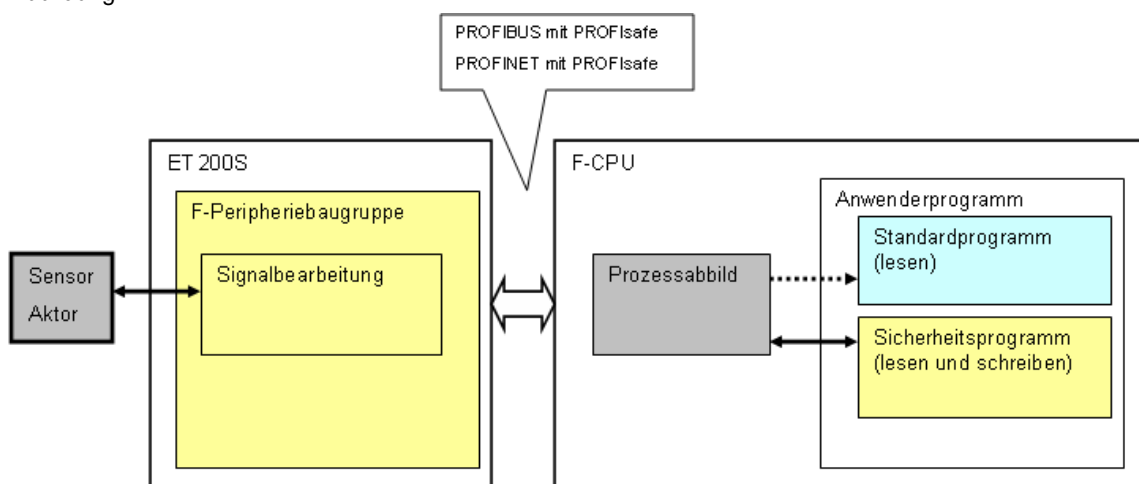 PROFIBUS mit PROFIsafe
PROFINET mit PROFIsafe
ET 200S
F-CPU
F-Peripheriebaugruppe
Anwenderprogramm
Standardprogramm
(lesen)
Sensor
Aktor
Signalbearbeitung
Prozessabbild
Sicherheitsprogramm
(lesen und schreiben)